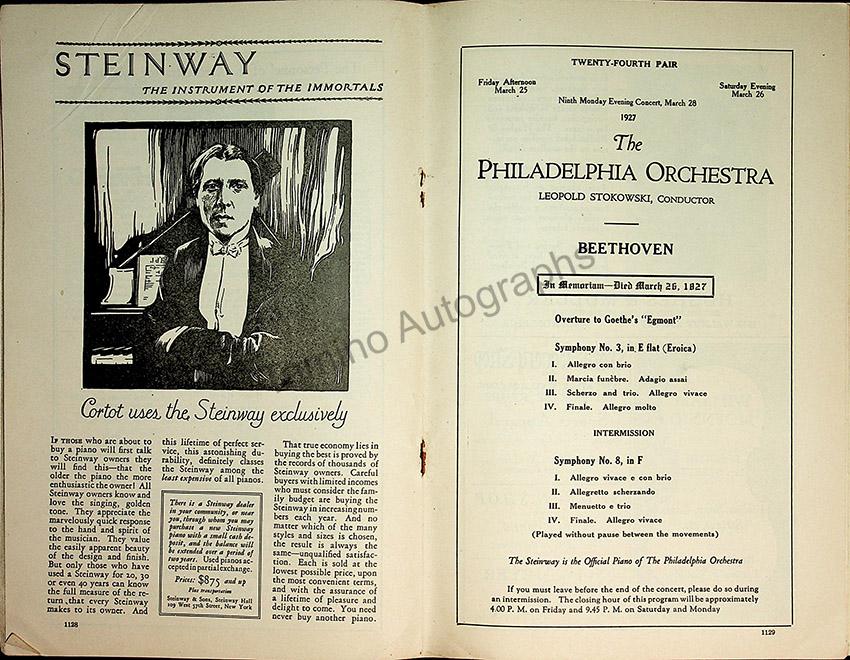 STEINWAY
THE INSTRUMENT OF THE IMMORTALS
Cortot uses the Steinway exclusively
IF THOSE who are about to
buy a piano will first talk
to Steinway owners they
will find this—that the
older the piano the more
enthusiastic the owner! All
Steinway owners know and
love the singing, golden
tone. They appreciate the
marvelously quick response
to the hand and spirit of
the musician. They value
the easily apparent beauty
of the design and finish.
But only those who have
used a Steinway for 20, 30
or even 40 years can know
the full measure of the re-
turn that every Steinway
makes to its owner. And
this lifetime of perfect ser-
vice, this astonishing du-
rability, definitely classes
the Steinway among the
least expensive of all pianos.
There is a Steinway dealer
in your community, or near
you, through whom you may
purchase a new Steinway
piano with a small cash de-
posit, and the balance will
be extended over a period of
two years. Used pianos ac-
cepted in partial exchange.
Prices: $875 and up
Plus transportation
Steinway & Sons, Steinway Hall
109 West 57th Street, New York
That true economy lies in
buying the best is proved by
the records of thousands of
Steinway owners. Careful
buyers with limited incomes
who must consider the fam-
ily budget are buying the
Steinway in increasing num-
bers each year. And no
matter which of the many
styles and sizes is chosen,
the result is always the
same—unqualified satisfac-
tion. Each is sold at the
lowest possible price, upon
the most convenient terms,
and with the assurance of
a lifetime of pleasure and
delight to come. You need
never buy another piano.
1128
TWENTY-FOURTH PAIR
Friday Afternoon
March 25
Saturday Evening
March 26
Ninth Monday Evening Concert, March 28
1927
The
PHILADELPHIA ORCHESTRA
LEOPOLD STOKOWSKI, CONDUCTOR
BEETHOVEN
In Memoriam—Died March 26, 1827
Overture to Goethe's "Egmont"
Symphony No. 3, in E flat (Eroica)
I. Allegro con brio
II. Marcia funèbre. Adagio assai
III. Scherzo and trio. Allegro vivace
IV. Finale. Allegro molto
INTERMISSION
Symphony No. 8, in F
I. Allegro vivace e con brio
II. Allegretto scherzando
III. Menuetto e trio
IV. Finale. Allegro vivace
(Played without pause between the movements)
The Steinway is the Official Piano of The Philadelphia Orchestra
If you must leave before the end of the concert, please do so during
an intermission. The closing hour of this program will be approximately
4.00 P. M. on Friday and 9.45 P. M. on Saturday and Monday
1129
Autographs